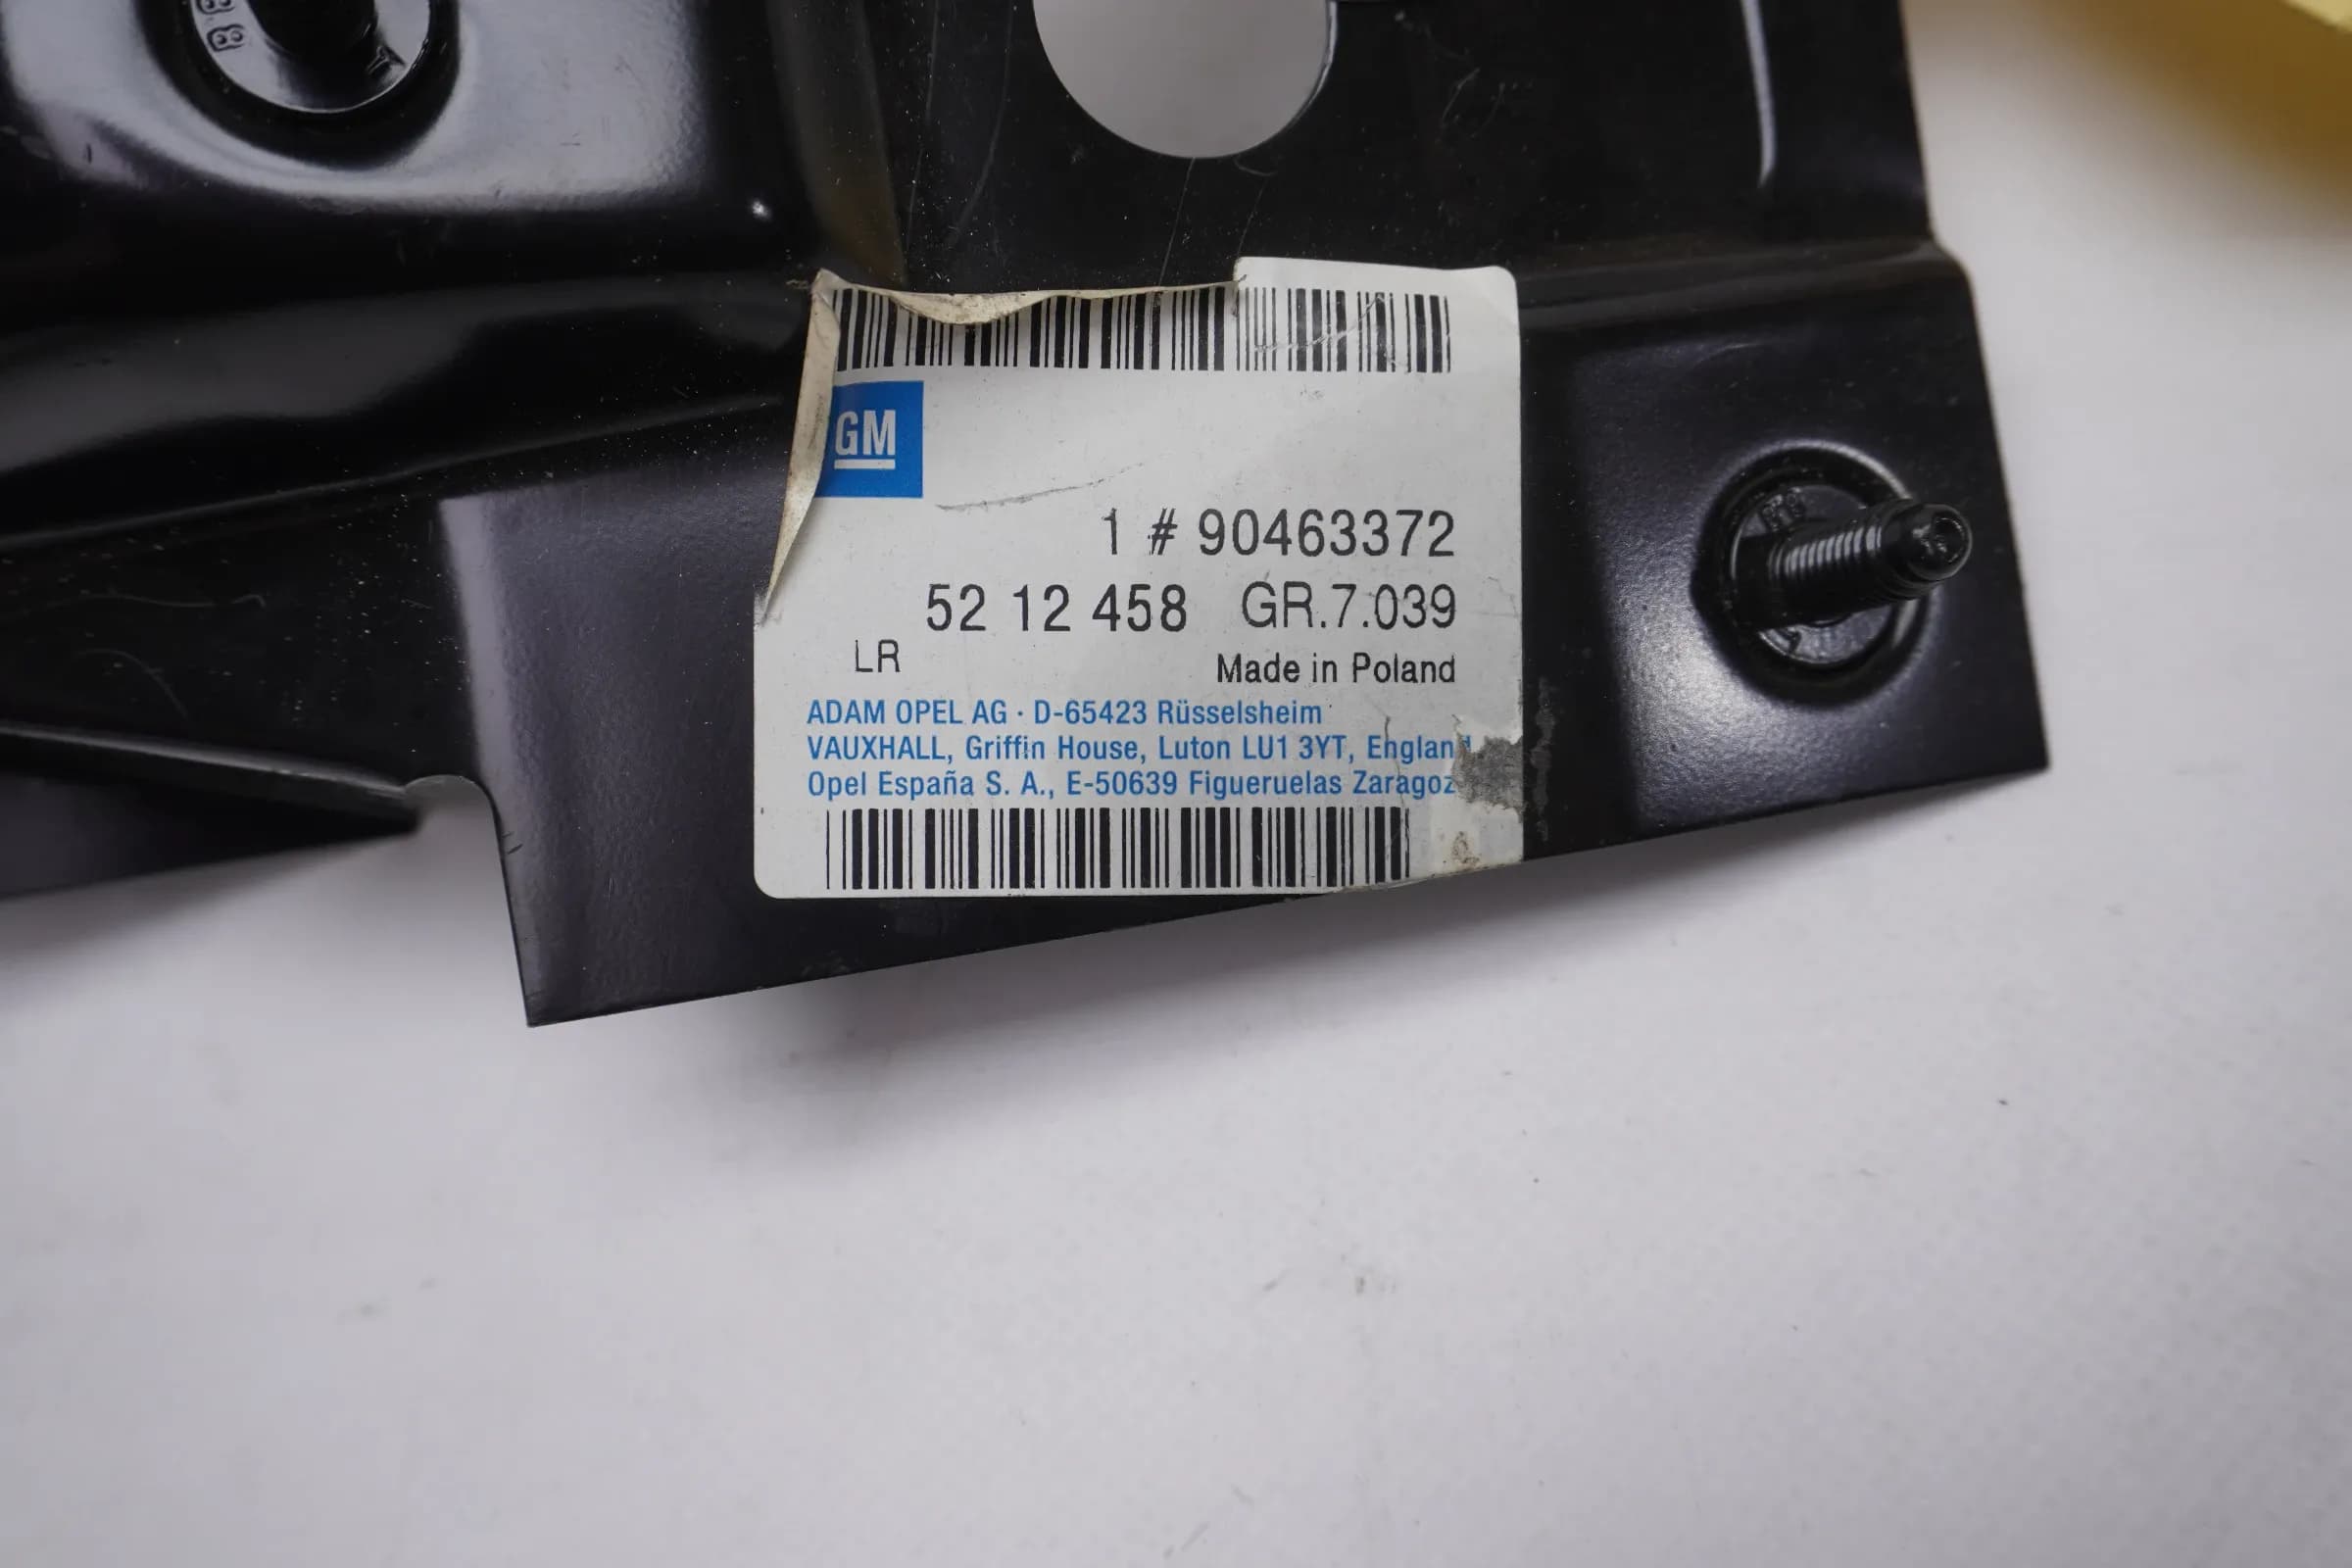 GM
1 # 90463372
52 12 458 GR.7.039
LR Made in Poland
ADAM OPEL AG · D-65423 Rüsselsheim
VAUXHALL, Griffin House, Luton LU1 3YT, England
Opel España S. A., E-50639 Figueruelas Zaragoz